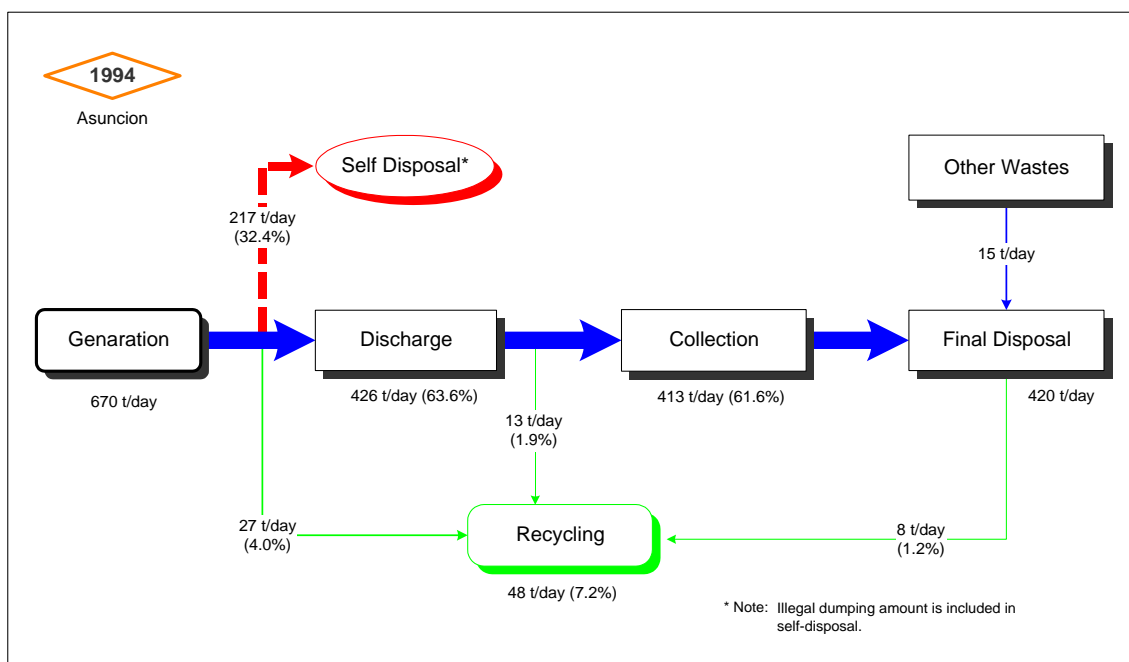 1994
Asuncion
Self Disposal*
Other Wastes
217 t/day
(32.4%)
15 t/day
Genaration
Discharge
Collection
Final Disposal
670 t/day
426 t/day (63.6%)
413 t/day (61.6%)
420 t/day
13 t/day
(1.9%)
27 t/day
(4.0%)
Recycling
8 t/day
(1.2%)
48 t/day (7.2%)
* Note: Illegal dumping amount is included in
self-disposal.